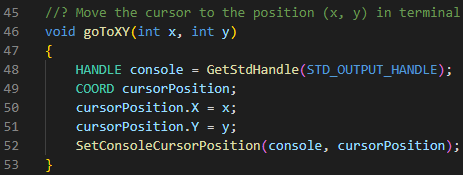 45 //? Move the cursor to the position (x, y) in terminal
46 void goToXY(int x, int y)
47 {
48 HANDLE console = GetStdHandle(STD_OUTPUT_HANDLE);
49 COORD cursorPosition;
50 cursorPosition.X = x;
51 cursorPosition.Y = y;
52 SetConsoleCursorPosition(console, cursorPosition);
53 }